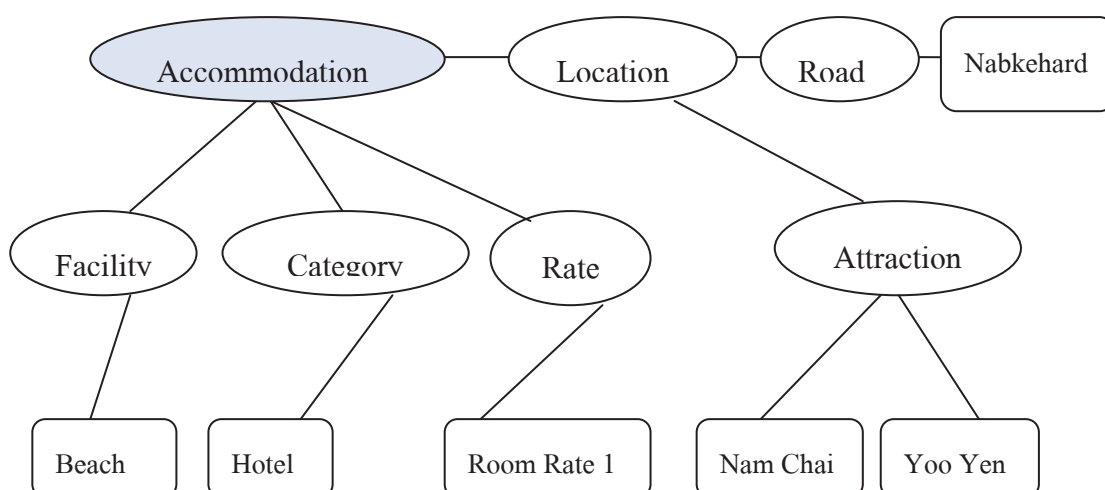 Accommodation
Location
Road
Nabkehard
Facility
Category
Rate
Attraction
Beach
Hotel
Room Rate 1
Nam Chai
Yoo Yen